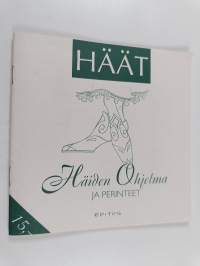 HÄÄT
Häiden Ohjelma
JA PERINTEET